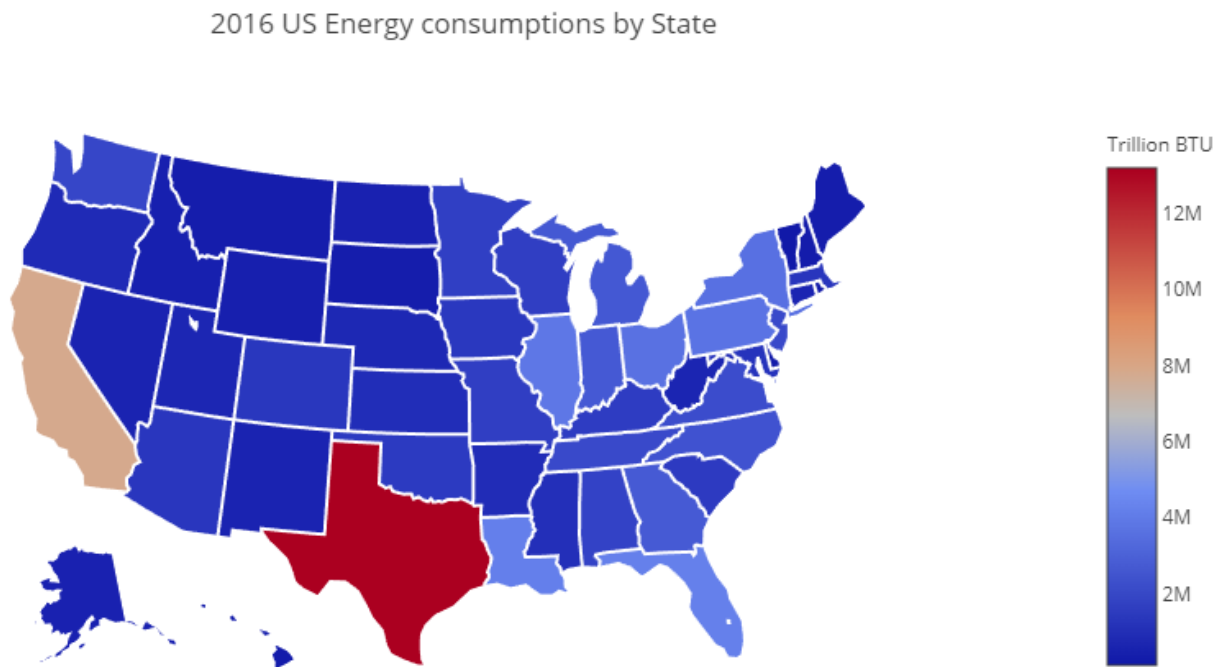 2016 US Energy consumptions by State
Trillion BTU
12M
10M
8M
6M
4M
2M